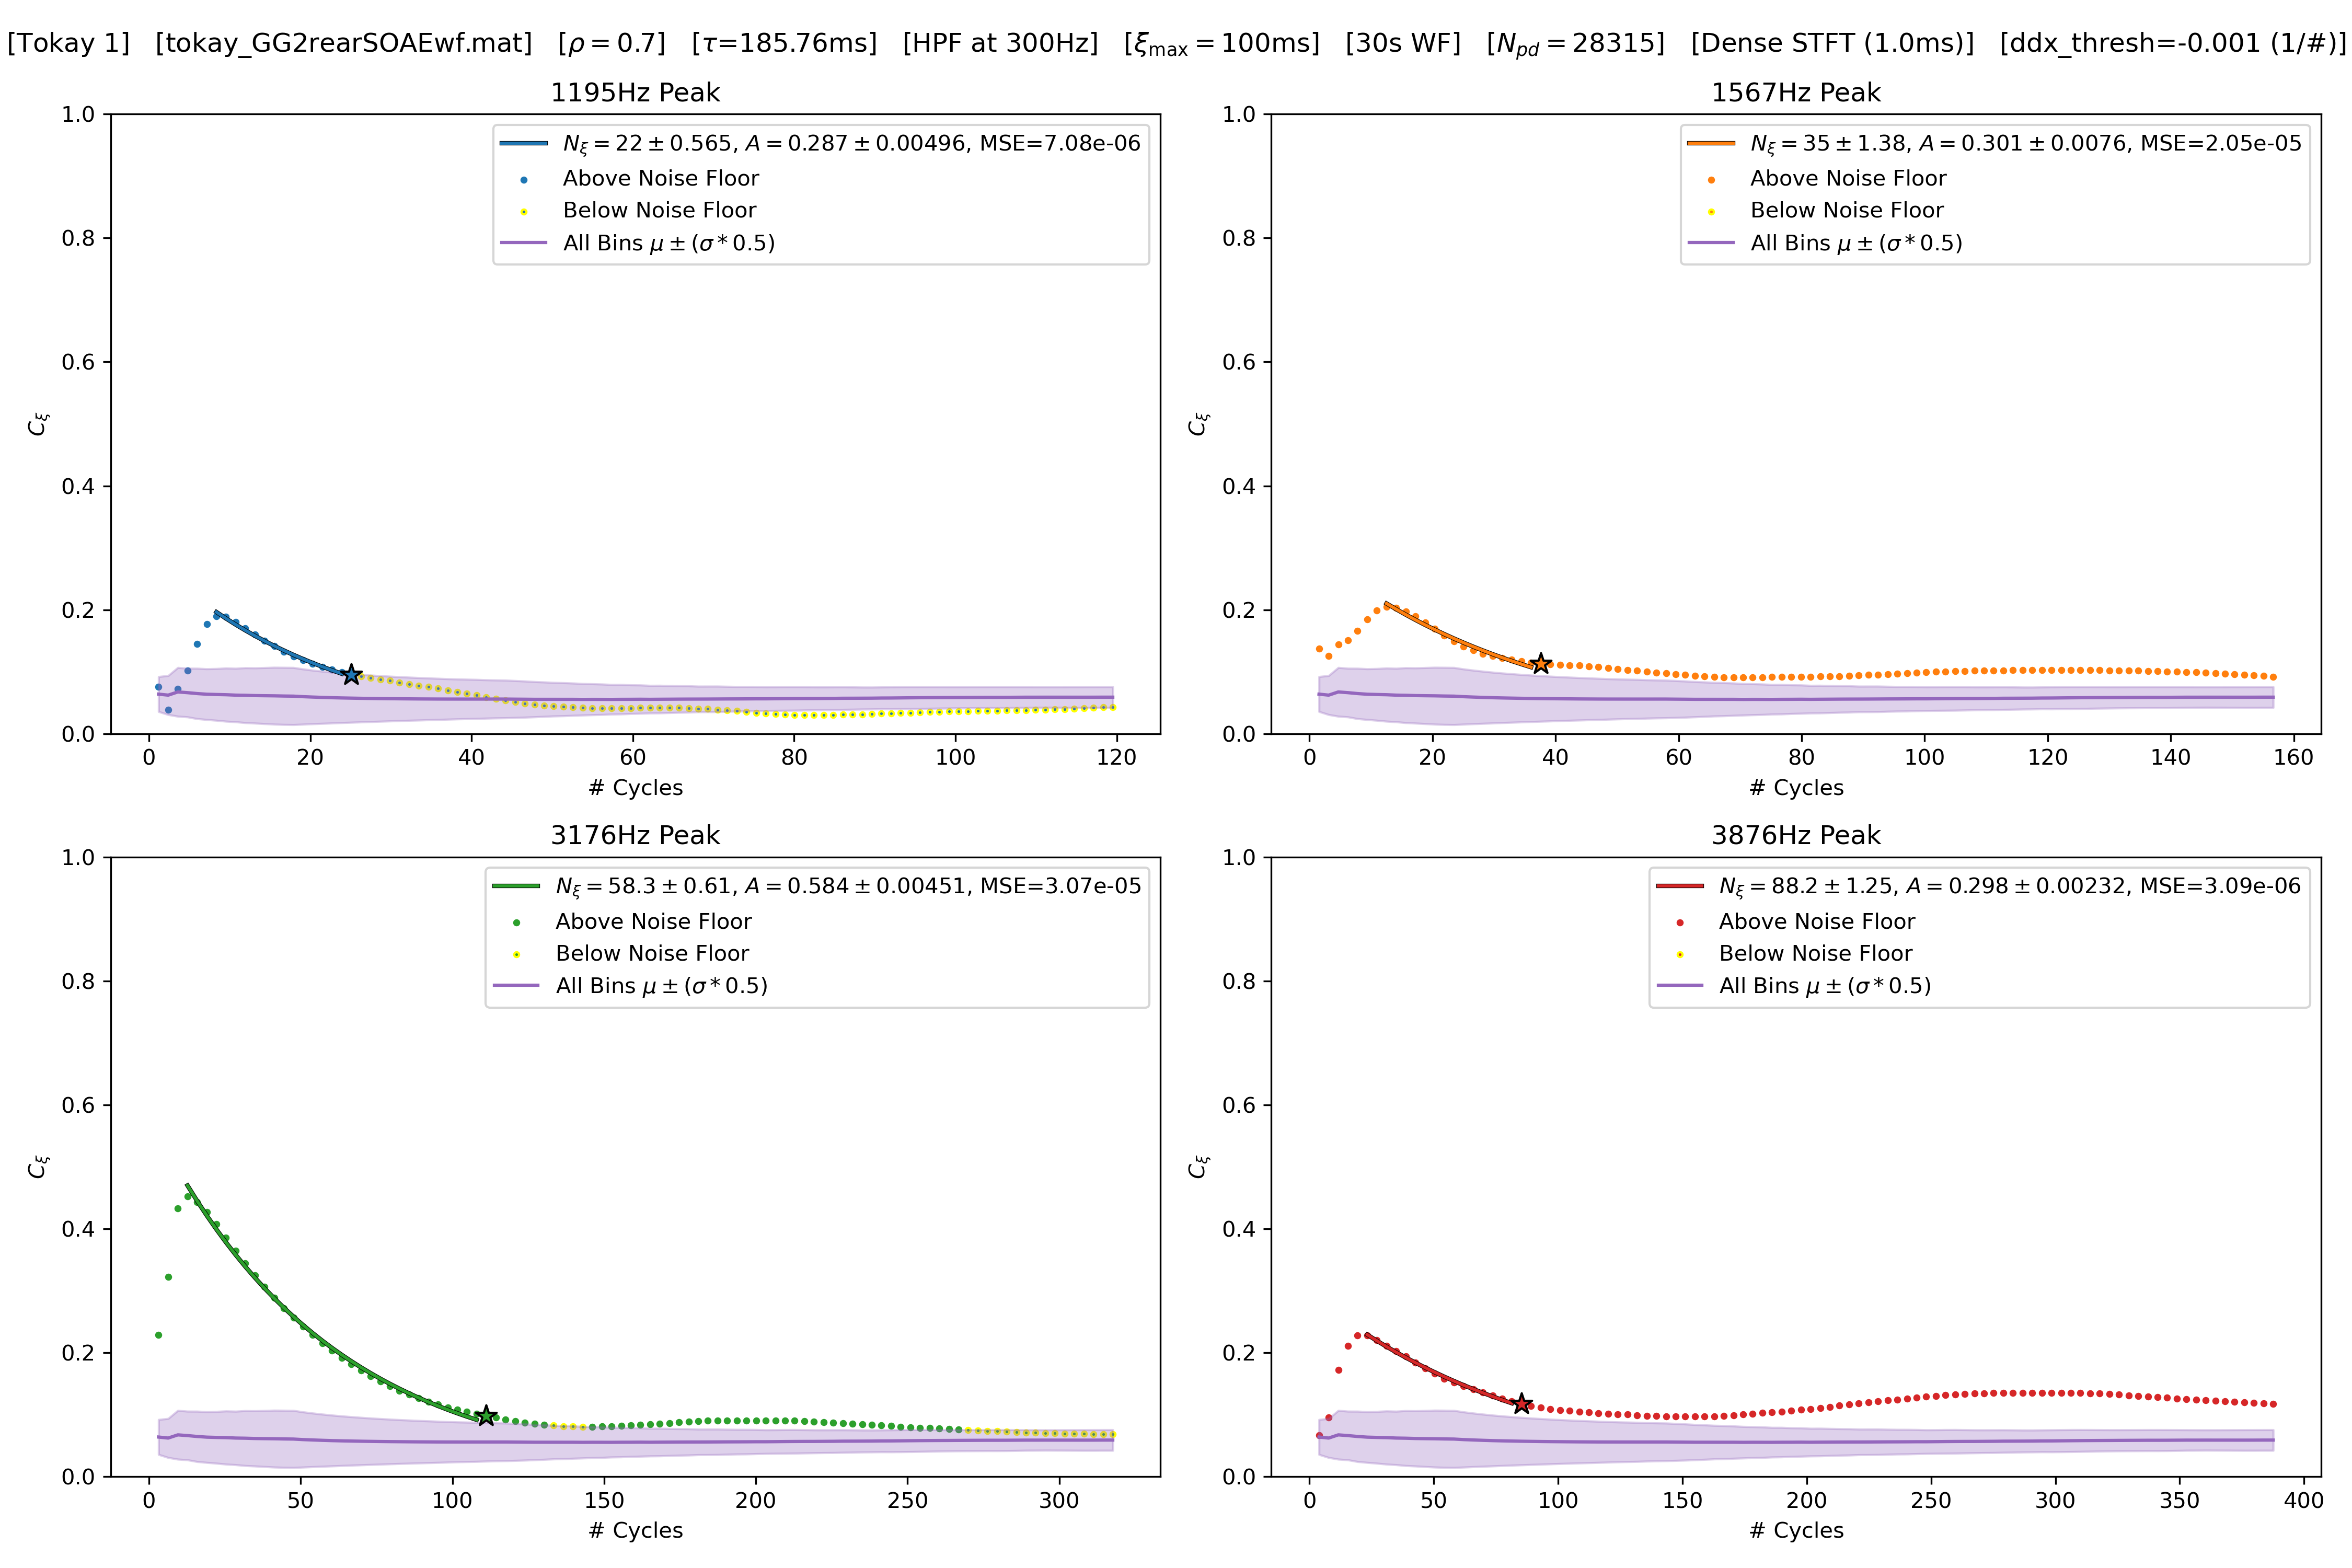 [Tokay 1] [tokay_GG2rearSOAEwf.mat] [ρ = 0.7] [τ=185.76ms] [HPF at 300Hz] [ξmax = 100ms] [30s WF] [Npd = 28315] [Dense STFT (1.0ms)] [ddx_thresh=-0.001 (1/#)]
1195Hz Peak
Nξ = 22 ± 0.565, A = 0.287 ± 0.00496, MSE=7.08e-06
Above Noise Floor
Below Noise Floor
All Bins μ ± (σ * 0.5)
1.0
0.8
0.6
0.4
0.2
0.0
Cξ
0 20 40 60 80 100 120
# Cycles
1567Hz Peak
Nξ = 35 ± 1.38, A = 0.301 ± 0.0076, MSE=2.05e-05
Above Noise Floor
Below Noise Floor
All Bins μ ± (σ * 0.5)
1.0
0.8
0.6
0.4
0.2
0.0
Cξ
0 20 40 60 80 100 120 140 160
# Cycles
3176Hz Peak
Nξ = 58.3 ± 0.61, A = 0.584 ± 0.00451, MSE=3.07e-05
Above Noise Floor
Below Noise Floor
All Bins μ ± (σ * 0.5)
1.0
0.8
0.6
0.4
0.2
0.0
Cξ
0 50 100 150 200 250 300
# Cycles
3876Hz Peak
Nξ = 88.2 ± 1.25, A = 0.298 ± 0.00232, MSE=3.09e-06
Above Noise Floor
Below Noise Floor
All Bins μ ± (σ * 0.5)
1.0
0.8
0.6
0.4
0.2
0.0
Cξ
0 50 100 150 200 250 300 350 400
# Cycles